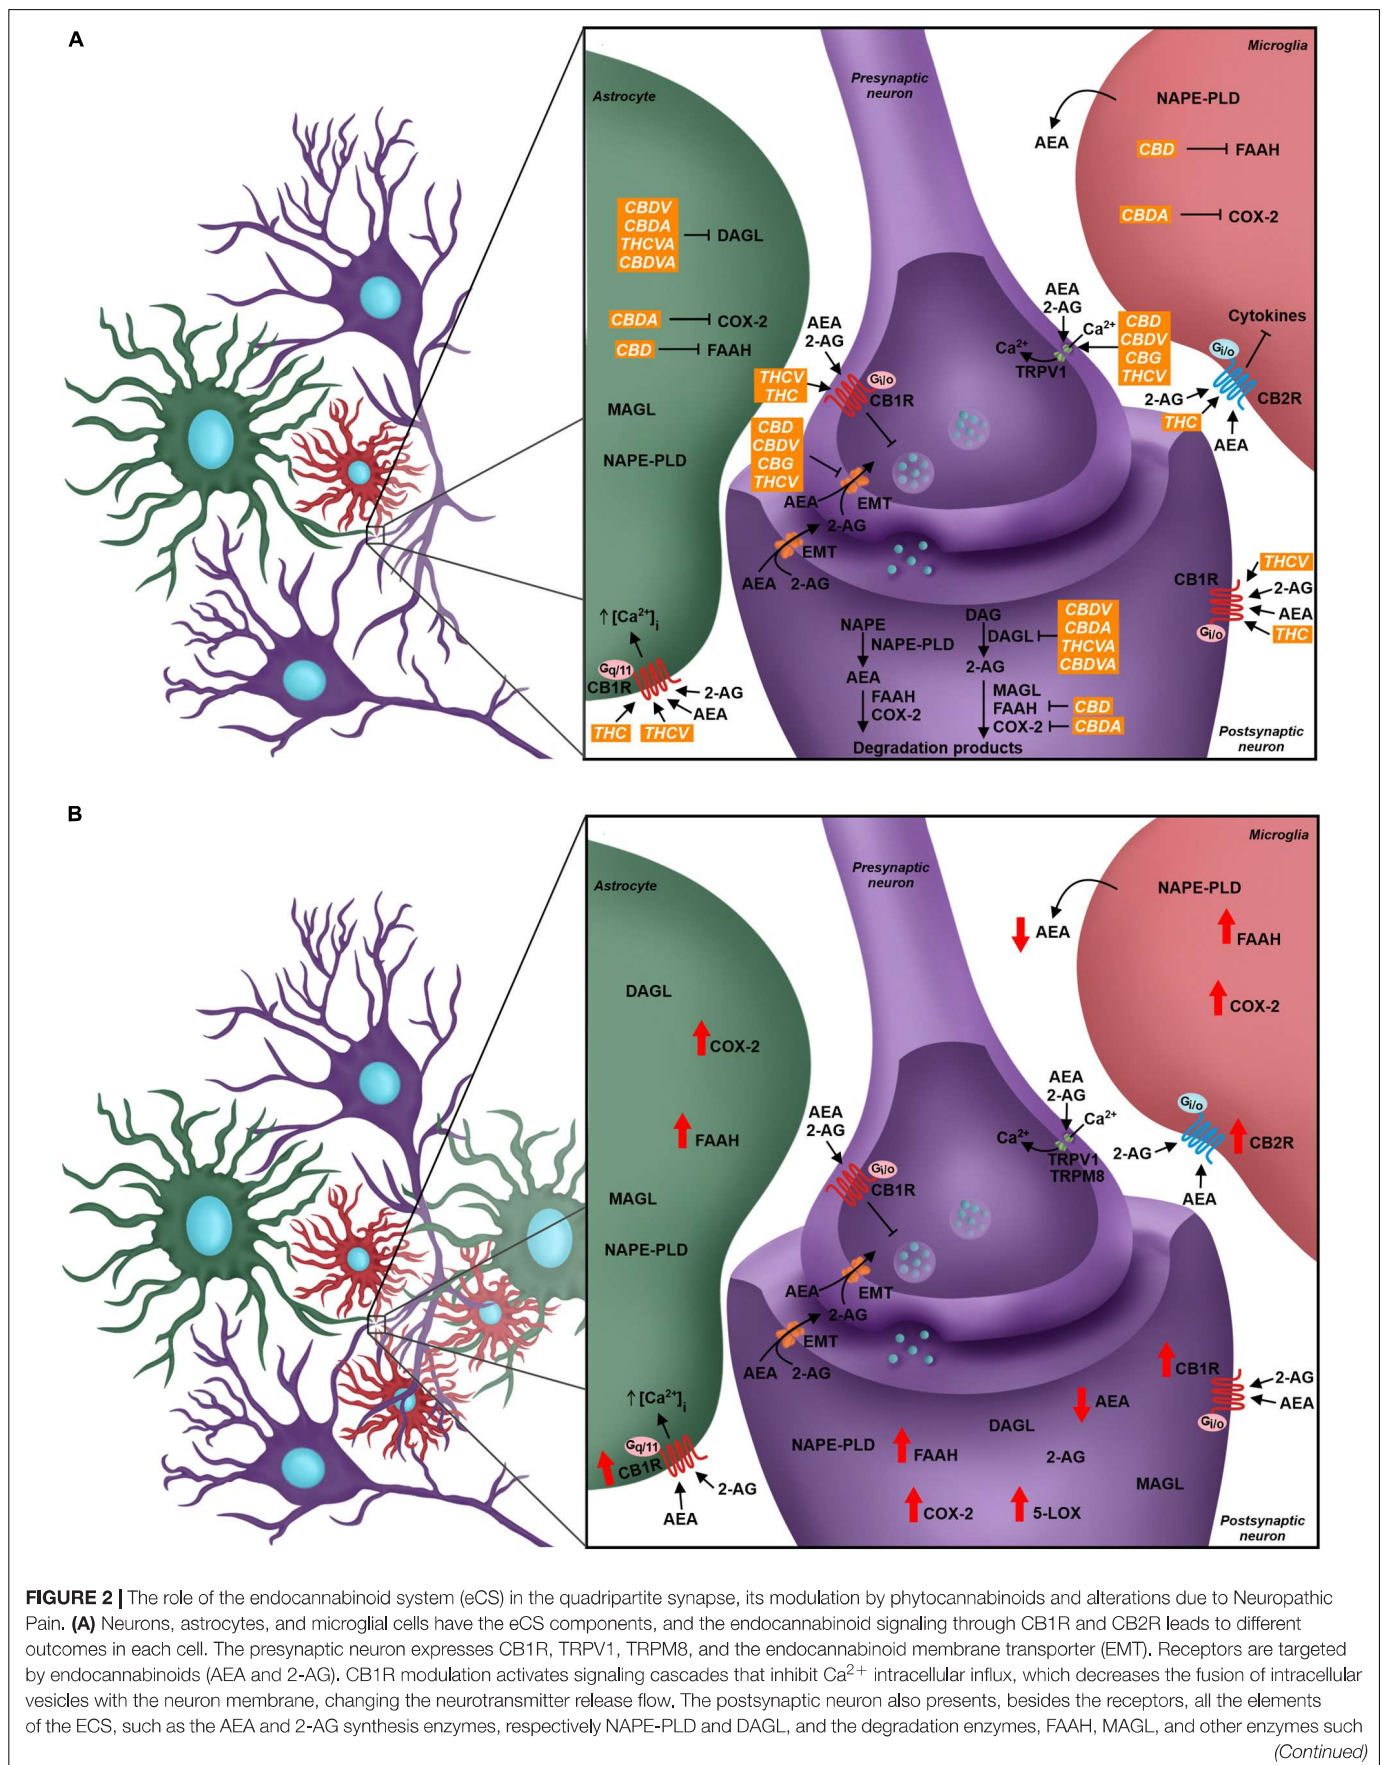 A
Astrocyte
Presynaptic
neuron
Microglia
NAPE-PLD
AEA
CBD
FAAH
CBDA
COX-2
CBDV
CBDA
THCVA
CBDVA
DAGL
CBDA
COX-2
CBD
FAAH
MAGL
NAPE-PLD
AEA
2-AG
THCV
THC
Gi/o
CB1R
CBD
CBDV
CBG
THCV
AEA
EMT
2-AG
EMT
AEA
2-AG
AEA
2-AG
Ca2+
Ca2+
TRPV1
CBD
CBDV
CBG
THCV
Cytokines
Gi/o
2-AG
CB2R
THC
AEA
↑ [Ca2+]i
Gq/11
CB1R
2-AG
AEA
THC
THCV
NAPE
NAPE-PLD
AEA
FAAH
COX-2
DAG
DAGL
2-AG
CBDV
CBDA
THCVA
CBDVA
MAGL
FAAH
COX-2
CBD
CBDA
Degradation products
CB1R
THCV
2-AG
AEA
THC
Gi/o
Postsynaptic
neuron
B
Astrocyte
Presynaptic
neuron
Microglia
NAPE-PLD
AEA
FAAH
COX-2
DAGL
COX-2
FAAH
MAGL
NAPE-PLD
AEA
2-AG
Gi/o
CB1R
AEA
EMT
2-AG
EMT
AEA
2-AG
AEA
2-AG
Ca2+
Ca2+
TRPV1
TRPM8
Gi/o
CB2R
2-AG
AEA
↑ [Ca2+]i
Gq/11
CB1R
2-AG
AEA
CB1R
2-AG
AEA
Gi/o
AEA
DAGL
NAPE-PLD
FAAH
2-AG
MAGL
COX-2
5-LOX
Postsynaptic
neuron
FIGURE 2 | The role of the endocannabinoid system (eCS) in the quadripartite synapse, its modulation by phytocannabinoids and alterations due to Neuropathic
Pain. (A) Neurons, astrocytes, and microglial cells have the eCS components, and the endocannabinoid signaling through CB1R and CB2R leads to different
outcomes in each cell. The presynaptic neuron expresses CB1R, TRPV1, TRPM8, and the endocannabinoid membrane transporter (EMT). Receptors are targeted
by endocannabinoids (AEA and 2-AG). CB1R modulation activates signaling cascades that inhibit Ca2+ intracellular influx, which decreases the fusion of intracellular
vesicles with the neuron membrane, changing the neurotransmitter release flow. The postsynaptic neuron also presents, besides the receptors, all the elements
of the ECS, such as the AEA and 2-AG synthesis enzymes, respectively NAPE-PLD and DAGL, and the degradation enzymes, FAAH, MAGL, and other enzymes such
(Continued)